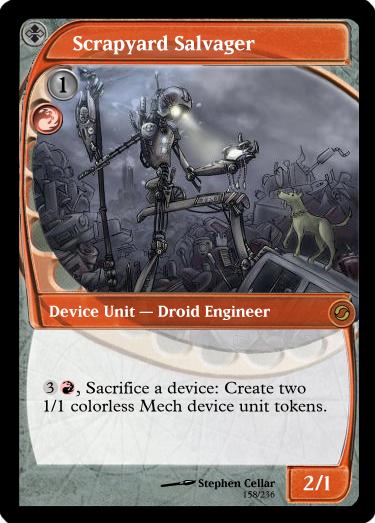 Scrapyard Salvager
1
Device Unit — Droid Engineer
3 , Sacrifice a device: Create two
1/1 colorless Mech device unit tokens.
Stephen Cellar
158/236
2/1